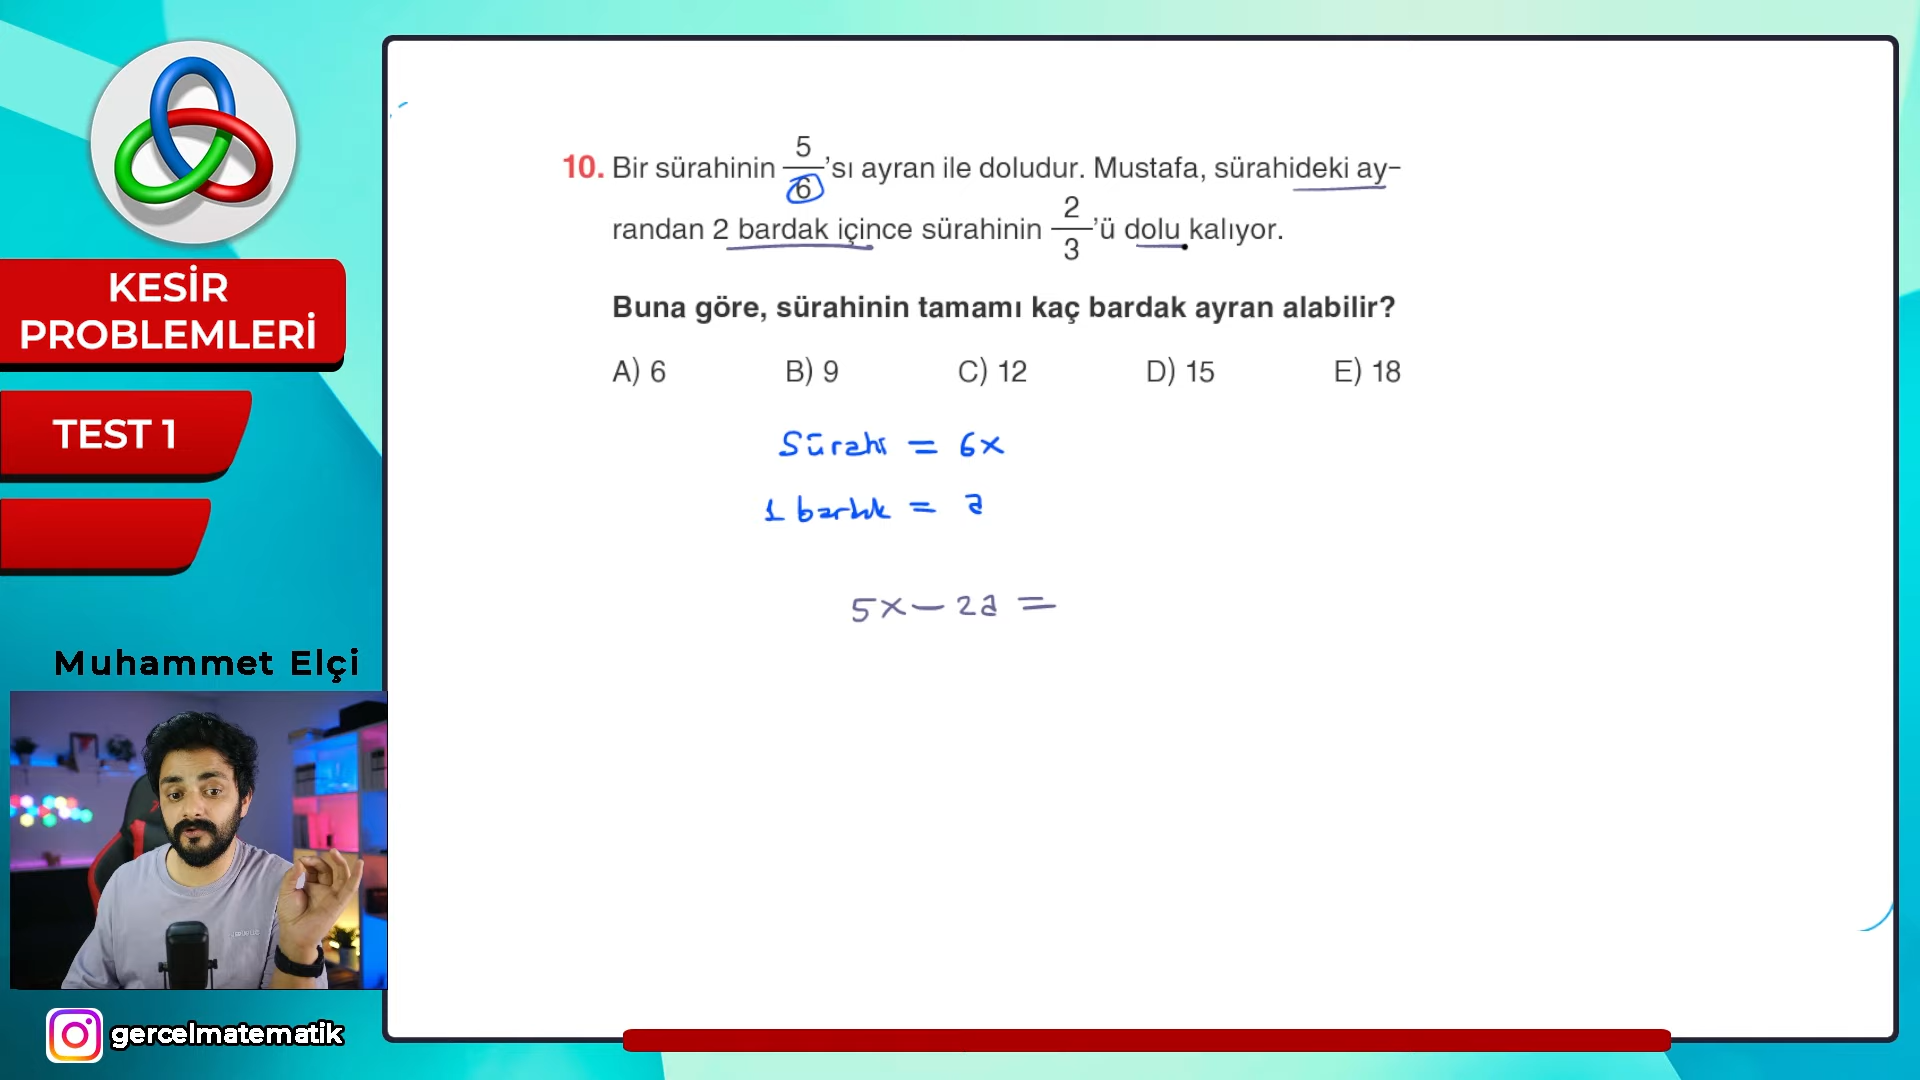 KESİR
PROBLEMLERİ
TEST 1
Muhammet Elçi
gercelmatematik
10. Bir sürahinin 5/6'sı ayran ile doludur. Mustafa, sürahideki ay-
randan 2 bardak içince sürahinin 2/3'ü dolu kalıyor.
Buna göre, sürahinin tamamı kaç bardak ayran alabilir?
A) 6 B) 9 C) 12 D) 15 E) 18
Sürahi = 6x
1 bardak = a
5x - 2a =